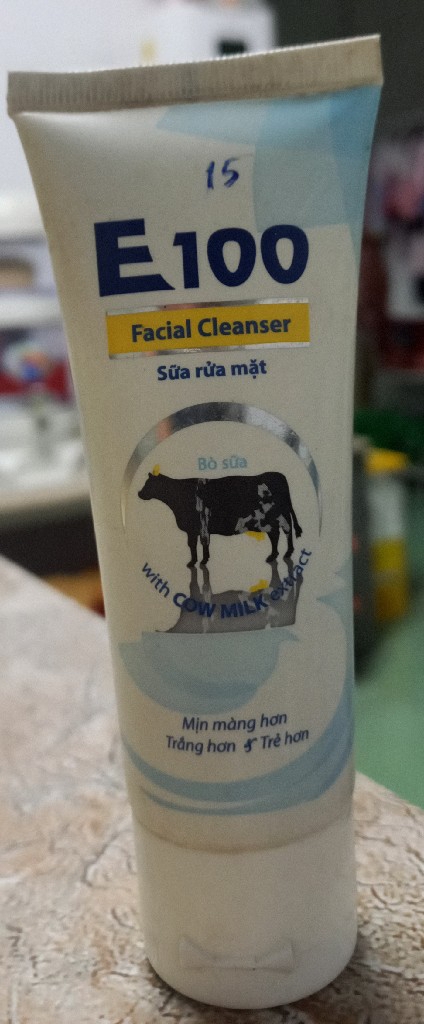 15
E100
Facial Cleanser
Sữa rửa mặt
Bò sữa
with COW MILK extract
Mịn màng hơn
Trắng hơn & Trẻ hơn